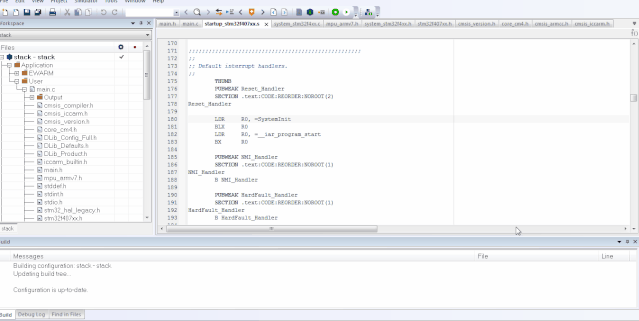 File Edit View Project Simulator Tools Window Help
Workspace
stack
Files
stack - stack
Application
EWARM
User
main.c
Output
cmsis_compiler.h
cmsis_iccarm.h
cmsis_version.h
core_cm4.h
DLib_Config_Full.h
DLib_Defaults.h
DLib_Product.h
iccarm_builtin.h
main.h
mpu_armv7.h
stddef.h
stdint.h
stdio.h
stm32_hal_legacy.h
stm32f407xx.h
stack
main.h main.c startup_stm32f407xx.s x system_stm32f4xx.c mpu_armv7.h system_stm32f4xx.h stm32f407xx.h cmsis_version.h core_cm4.h cmsis_armcc.h cmsis_iccarm.h
fo
170
171 ;;;;;;;;;;;;;;;;;;;;;;;;;;;;;;;;;;;;;;;;;;;;;;;;;;;;;;;;;
172 ;;
173 ;; Default interrupt handlers.
174 ;;
175 THUMB
176 PUBWEAK Reset_Handler
177 SECTION .text:CODE:REORDER:NOROOT(2)
178 Reset_Handler
179
180 LDR R0, =SystemInit
181 BLX R0
182 LDR R0, =__iar_program_start
183 BX R0
184
185 PUBWEAK NMI_Handler
186 SECTION .text:CODE:REORDER:NOROOT(1)
187 NMI_Handler
188 B NMI_Handler
189
190 PUBWEAK HardFault_Handler
191 SECTION .text:CODE:REORDER:NOROOT(1)
192 HardFault_Handler
193 B HardFault_Handler
Build
Messages File Line
Building configuration: stack - stack
Updating build tree...
Configuration is up-to-date.
Build Debug Log Find in Files